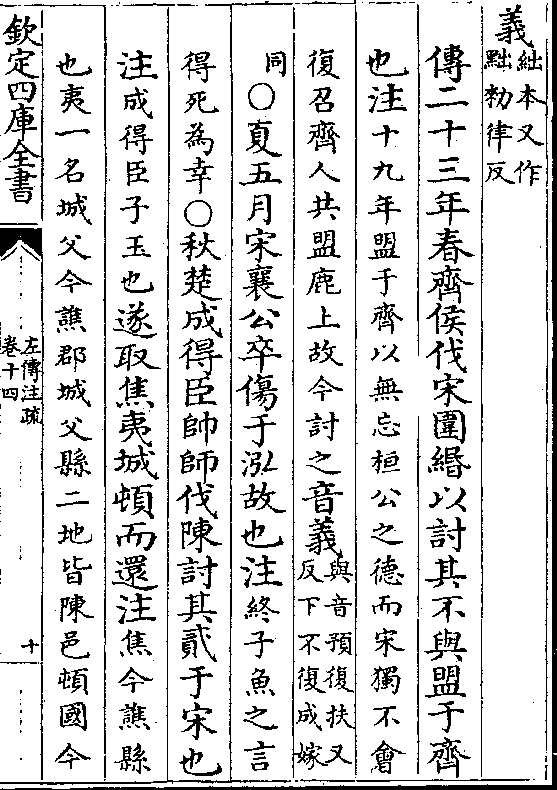 義絀本又作
黜勑律反
傳二十三年春齊侯伐宋圍緡以討其不與盟于齊
也注十九年盟于齊以無忘桓公之德而宋獨不會
復召齊人共盟鹿上故今討之音義與音預復扶又
反下不復成嫁
同〇夏五月宋襄公卒傷于泓故也注終子魚之言
得死為幸〇秋楚成得臣帥師伐陳討其貳于宋也
注成得臣子玉也遂取焦夷城頓而還注焦今譙縣
也夷一名城父今譙郡城父縣二地皆陳邑頓國今
欽定四庫全書
左傳注疏
卷十四
十